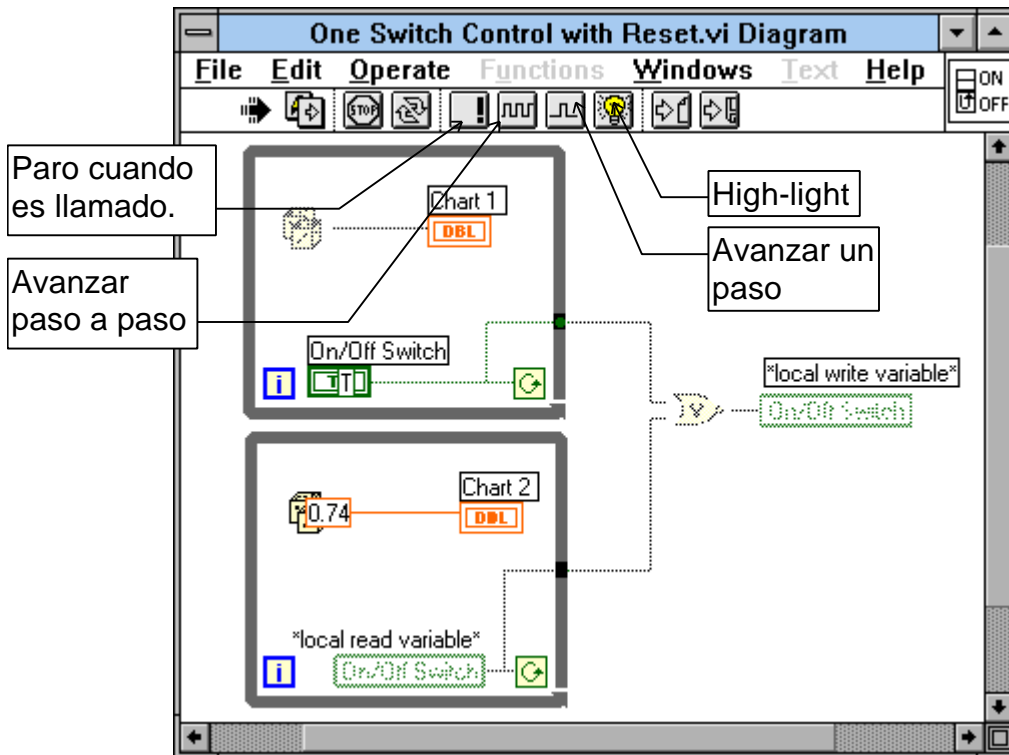 One Switch Control with Reset.vi Diagram
File Edit Operate Functions Windows Text Help
ON
OFF
STOP
Paro cuando
es llamado.
High-light
Avanzar un
paso
Avanzar
paso a paso
Chart 1
DBL
On/Off Switch
i
T T
*local write variable*
On/Off Switch
V
Chart 2
0.74
DBL
*local read variable*
i
On/Off Switch